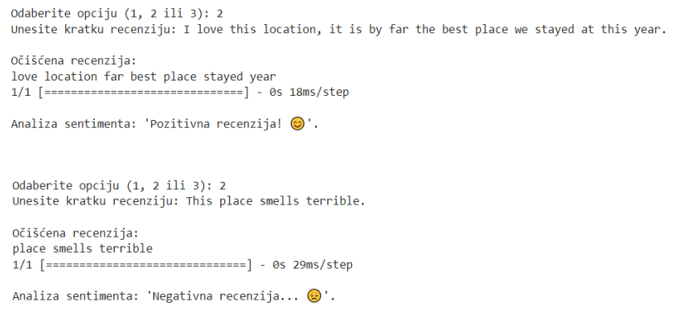 Odaberite opciju (1, 2 ili 3): 2
Unesite kratku recenziju: I love this location, it is by far the best place we stayed at this year.
Očišćena recenzija:
love location far best place stayed year
1/1 [==============================] - 0s 18ms/step
Analiza sentimenta: 'Pozitivna recenzija! 😊'.
Odaberite opciju (1, 2 ili 3): 2
Unesite kratku recenziju: This place smells terrible.
Očišćena recenzija:
place smells terrible
1/1 [==============================] - 0s 29ms/step
Analiza sentimenta: 'Negativna recenzija... 😞'.